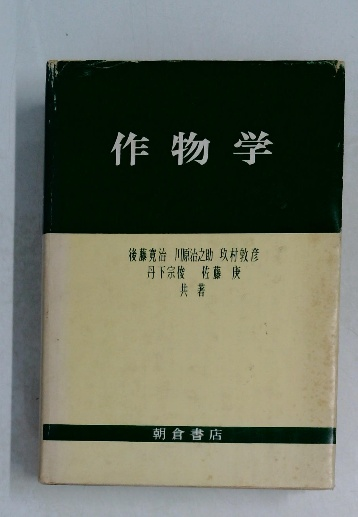 作物学
後藤寛治 川原治之助 玖村敦彦
丹下宗俊 佐藤 庚
共著
朝倉書店